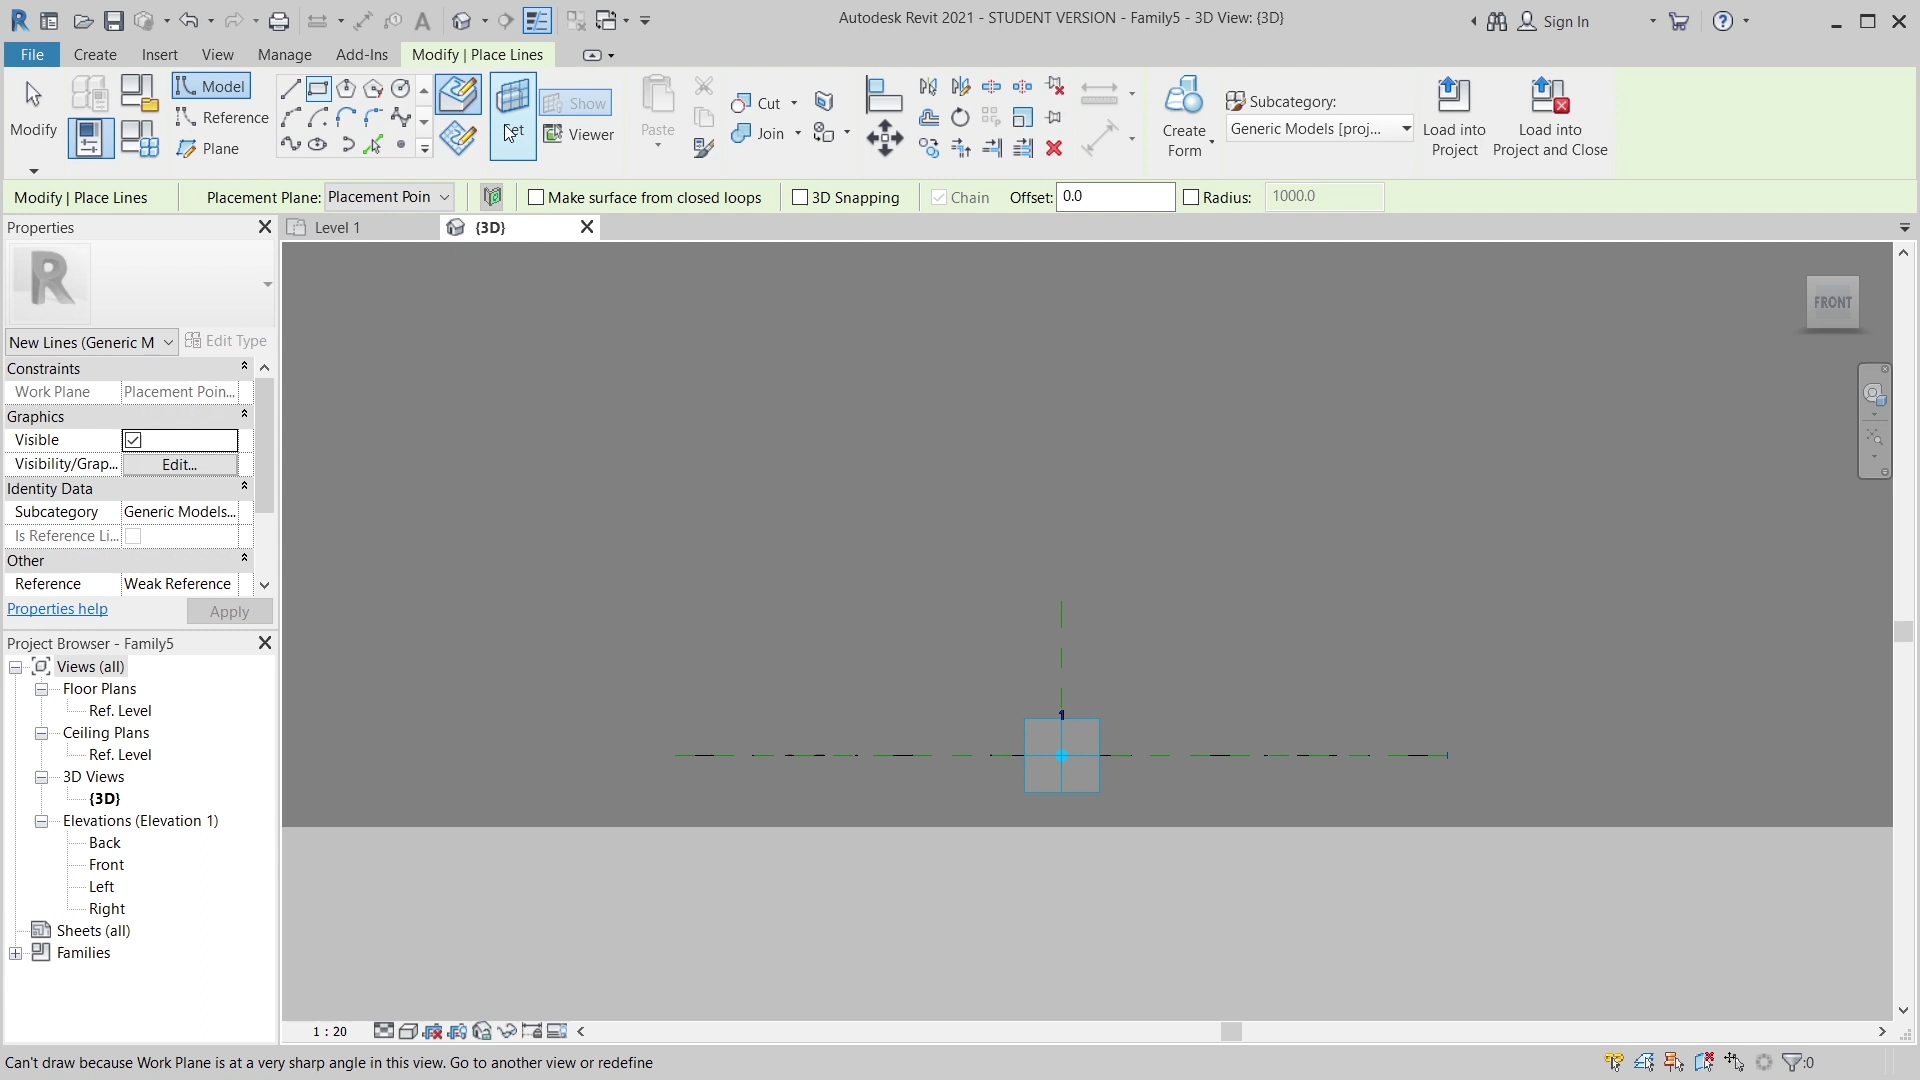 Autodesk Revit 2021 - STUDENT VERSION - Family5 - 3D View: {3D}
Sign In
File
Create
Insert
View
Manage
Add-Ins
Modify | Place Lines
Modify
Model
Reference
Plane
Show
Viewer
Paste
Cut
Join
Create
Form
Subcategory:
Generic Models [proj...
Load into
Project
Load into
Project and Close
Modify | Place Lines
Placement Plane:
Placement Poin
Make surface from closed loops
3D Snapping
Chain
Offset:
0.0
Radius:
1000.0
Properties
Level 1
{3D}
R
New Lines (Generic M
Edit Type
Constraints
Work Plane
Placement Poin...
Graphics
Visible
Visibility/Grap...
Edit...
Identity Data
Subcategory
Generic Models...
Is Reference Li...
Other
Reference
Weak Reference
Properties help
Apply
Project Browser - Family5
Views (all)
Floor Plans
Ref. Level
Ceiling Plans
Ref. Level
3D Views
{3D}
Elevations (Elevation 1)
Back
Front
Left
Right
Sheets (all)
Families
FRONT
1
1 : 20
Can't draw because Work Plane is at a very sharp angle in this view. Go to another view or redefine
:0